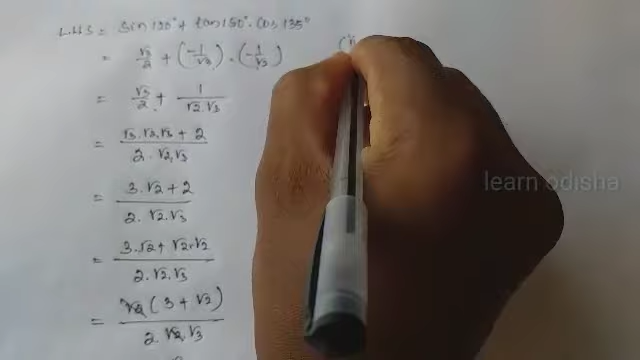 L.H.S = Sin 120° + tan 150° · Cos 135°
= √3/2 + (-1/√3) · (-1/√3)
= √3/2 + 1/√2.√3
= √3.√2.√3 + 2 / 2.√2.√3
= 3.√2 + 2 / 2.√2.√3
= 3.√2 + √2.√2 / 2.√2.√3
= √2 (3 + √2) / 2.√2.√3
learn odisha